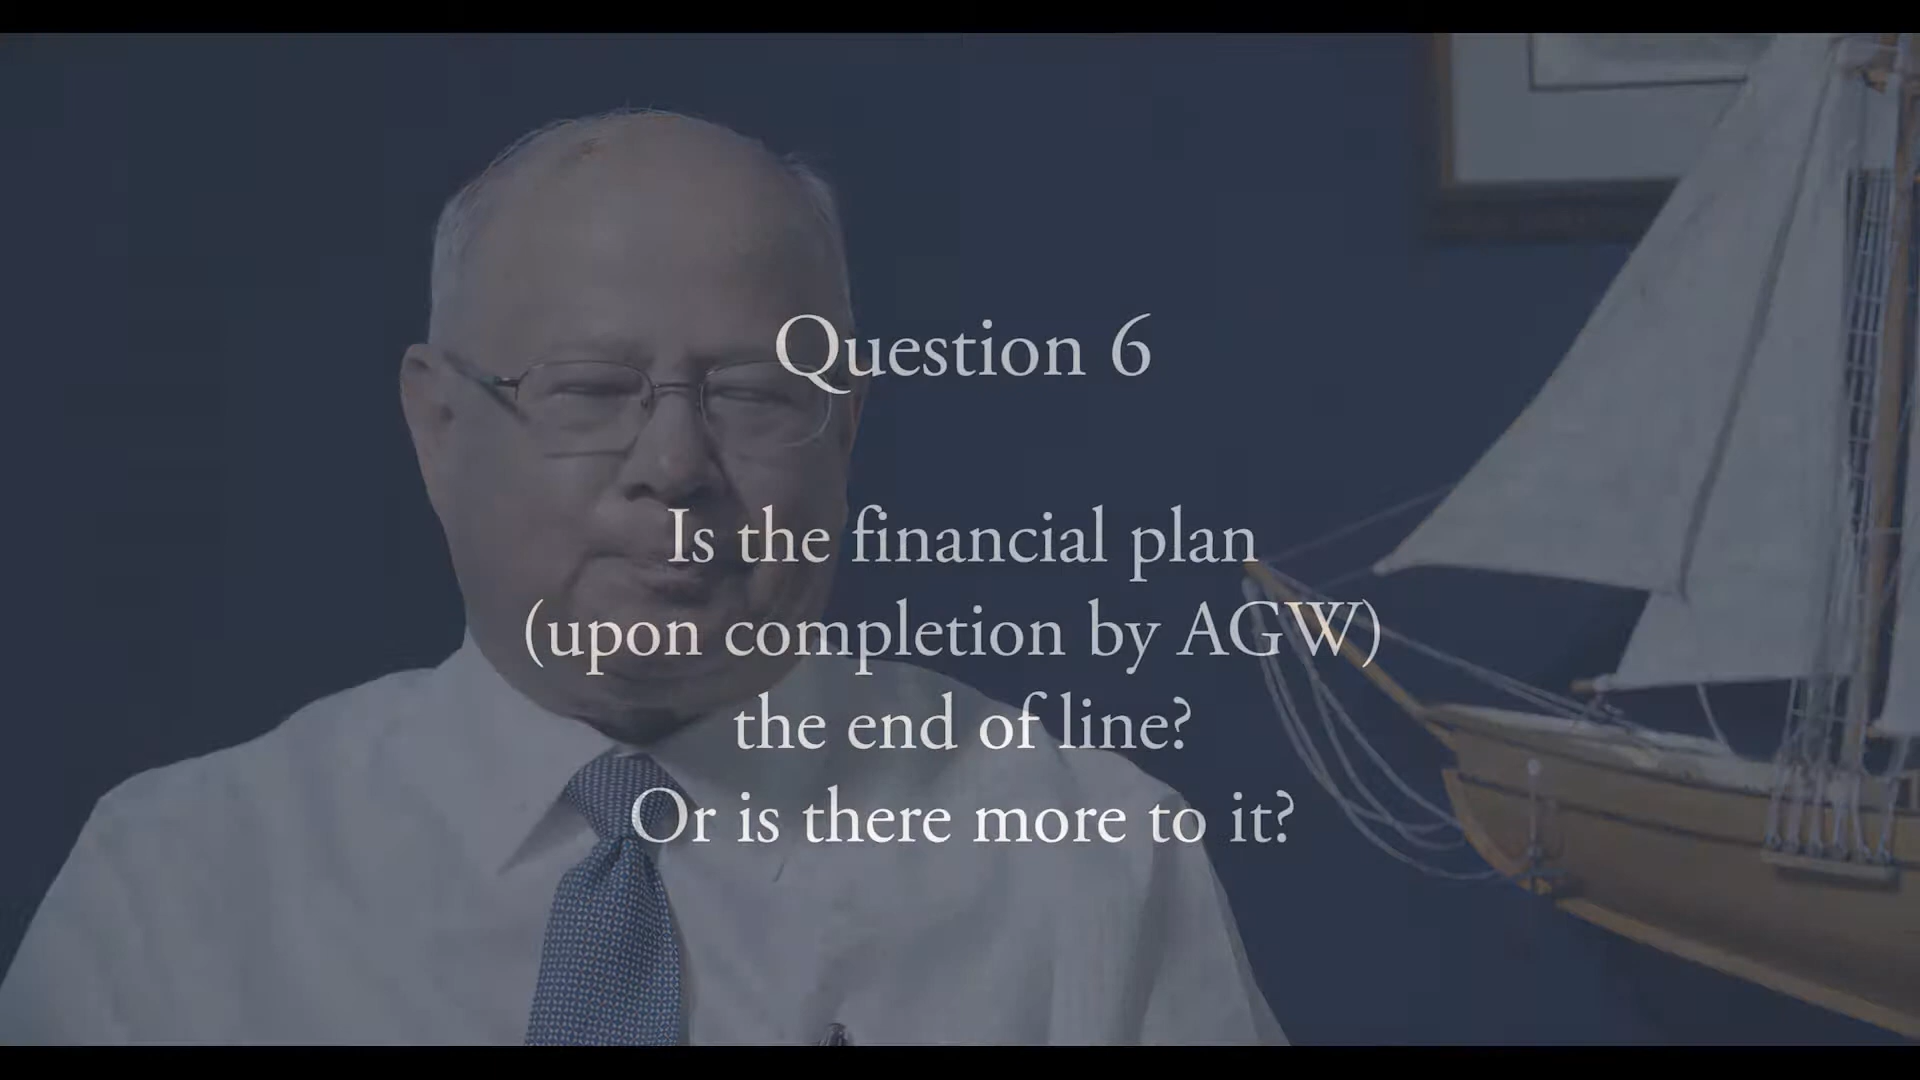 Question 6
Is the financial plan
(upon completion by AGW)
the end of line?
Or is there more to it?